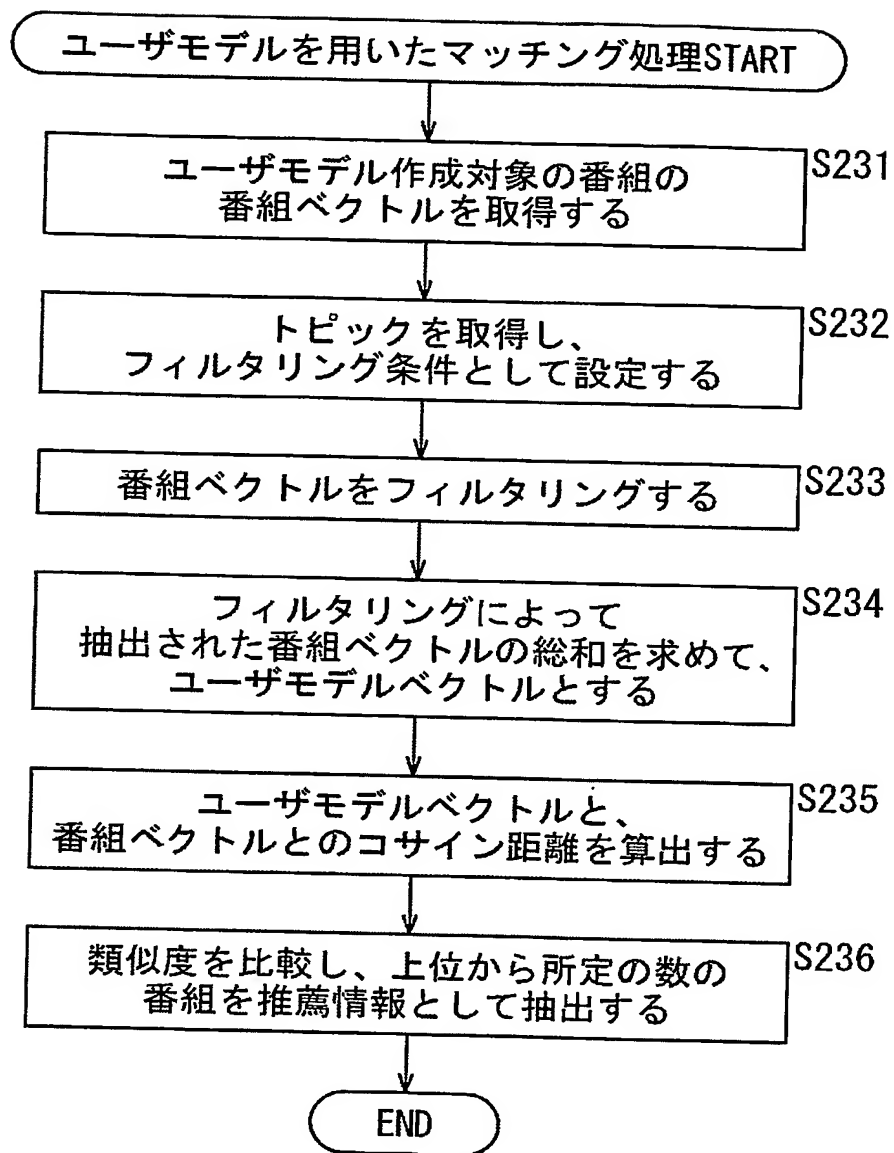 ユーザモデルを用いたマッチング処理START
S231
ユーザモデル作成対象の番組の
番組ベクトルを取得する
S232
トピックを取得し、
フィルタリング条件として設定する
S233
番組ベクトルをフィルタリングする
S234
フィルタリングによって
抽出された番組ベクトルの総和を求めて、
ユーザモデルベクトルとする
S235
ユーザモデルベクトルと、
番組ベクトルとのコサイン距離を算出する
S236
類似度を比較し、上位から所定の数の
番組を推薦情報として抽出する
END